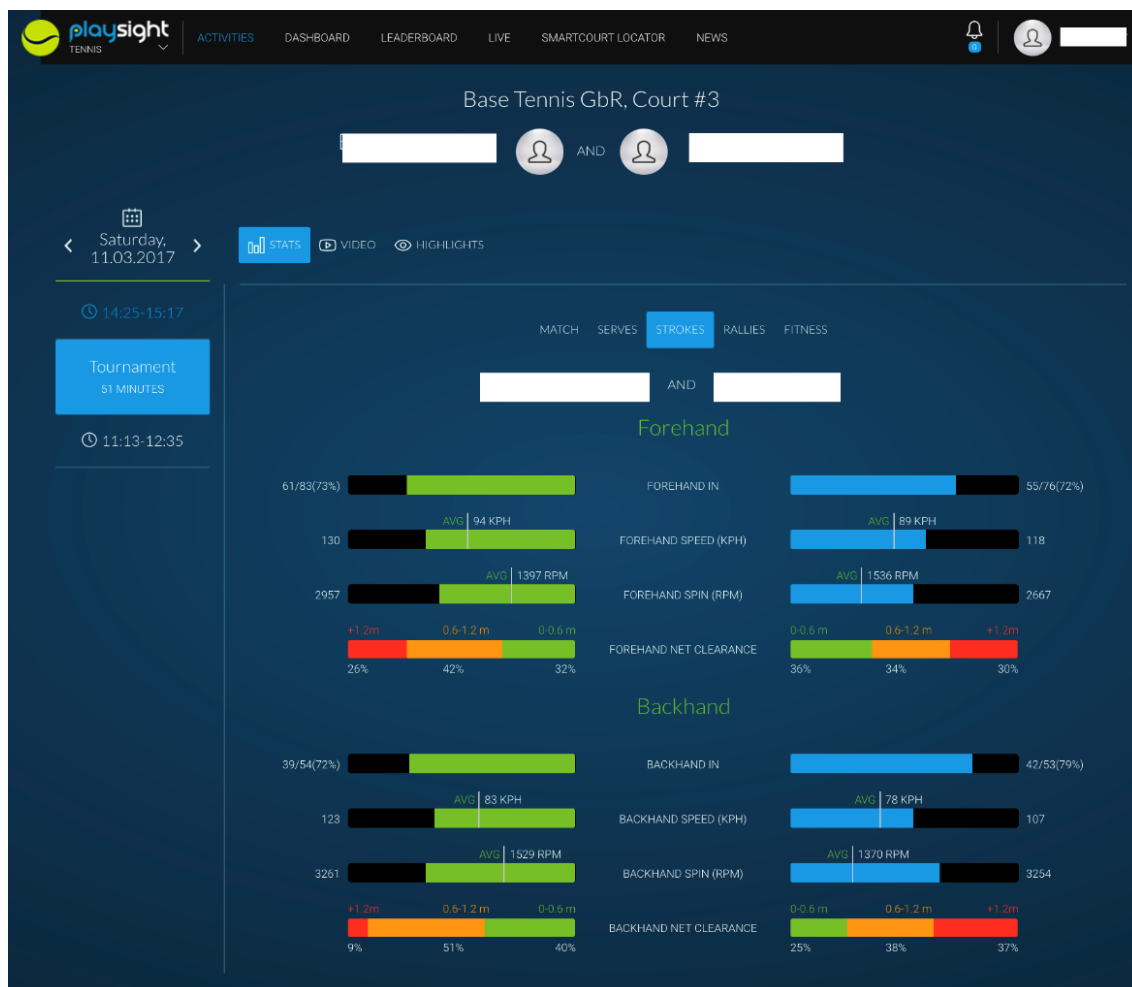 playsight
TENNIS
ACTIVITIES DASHBOARD LEADERBOARD LIVE SMARTCOURT LOCATOR NEWS
0
Base Tennis GbR, Court #3
AND
Saturday,
11.03.2017
STATS VIDEO HIGHLIGHTS
14:25-15:17
Tournament
51 MINUTES
11:13-12:35
MATCH SERVES STROKES RALLIES FITNESS
AND
Forehand
61/83(73%) FOREHAND IN 55/76(72%)
AVG 94 KPH AVG 89 KPH
130 FOREHAND SPEED (KPH) 118
AVG 1397 RPM AVG 1536 RPM
2957 FOREHAND SPIN (RPM) 2667
+1.2m 0.6-1.2 m 0-0.6 m 0-0.6 m 0.6-1.2 m +1.2m
FOREHAND NET CLEARANCE
26% 42% 32% 36% 34% 30%
Backhand
39/54(72%) BACKHAND IN 42/53(79%)
AVG 83 KPH AVG 78 KPH
123 BACKHAND SPEED (KPH) 107
AVG 1529 RPM AVG 1370 RPM
3261 BACKHAND SPIN (RPM) 3254
+1.2m 0.6-1.2 m 0-0.6 m 0-0.6 m 0.6-1.2 m +1.2m
BACKHAND NET CLEARANCE
9% 51% 40% 25% 38% 37%